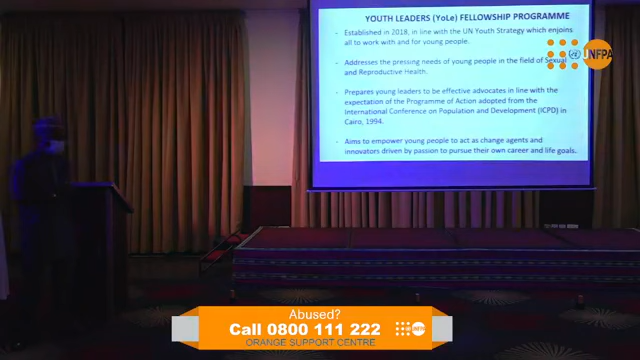 YOUTH LEADERS (YoLe) FELLOWSHIP PROGRAMME
- Established in 2018, in line with the UN Youth Strategy which enjoins
all to work with and for young people.
- Addresses the pressing needs of young people in the field of Sexual
and Reproductive Health.
- Prepares young leaders to be effective advocates in line with the
expectation of the Programme of Action adopted from the
International Conference on Population and Development (ICPD) in
Cairo, 1994.
- Aims to empower young people to act as change agents and
innovators driven by passion to pursue their own career and life goals.
UNFPA
Abused?
Call 0800 111 222
UNFPA
ORANGE SUPPORT CENTRE